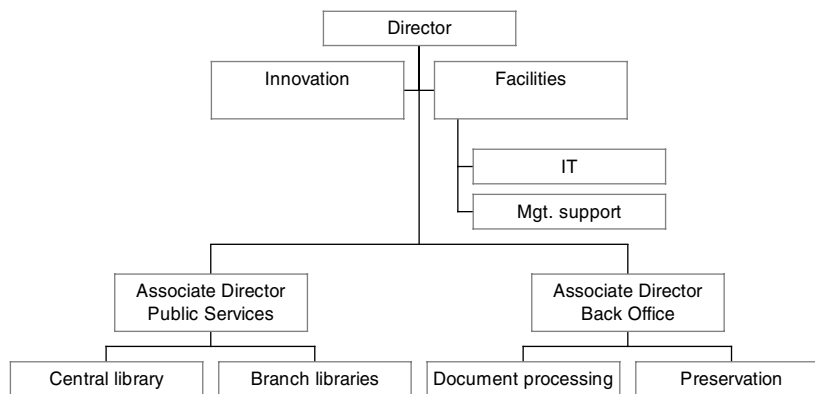 Director
Innovation
Facilities
IT
Mgt. support
Associate Director
Public Services
Associate Director
Back Office
Central library
Branch libraries
Document processing
Preservation